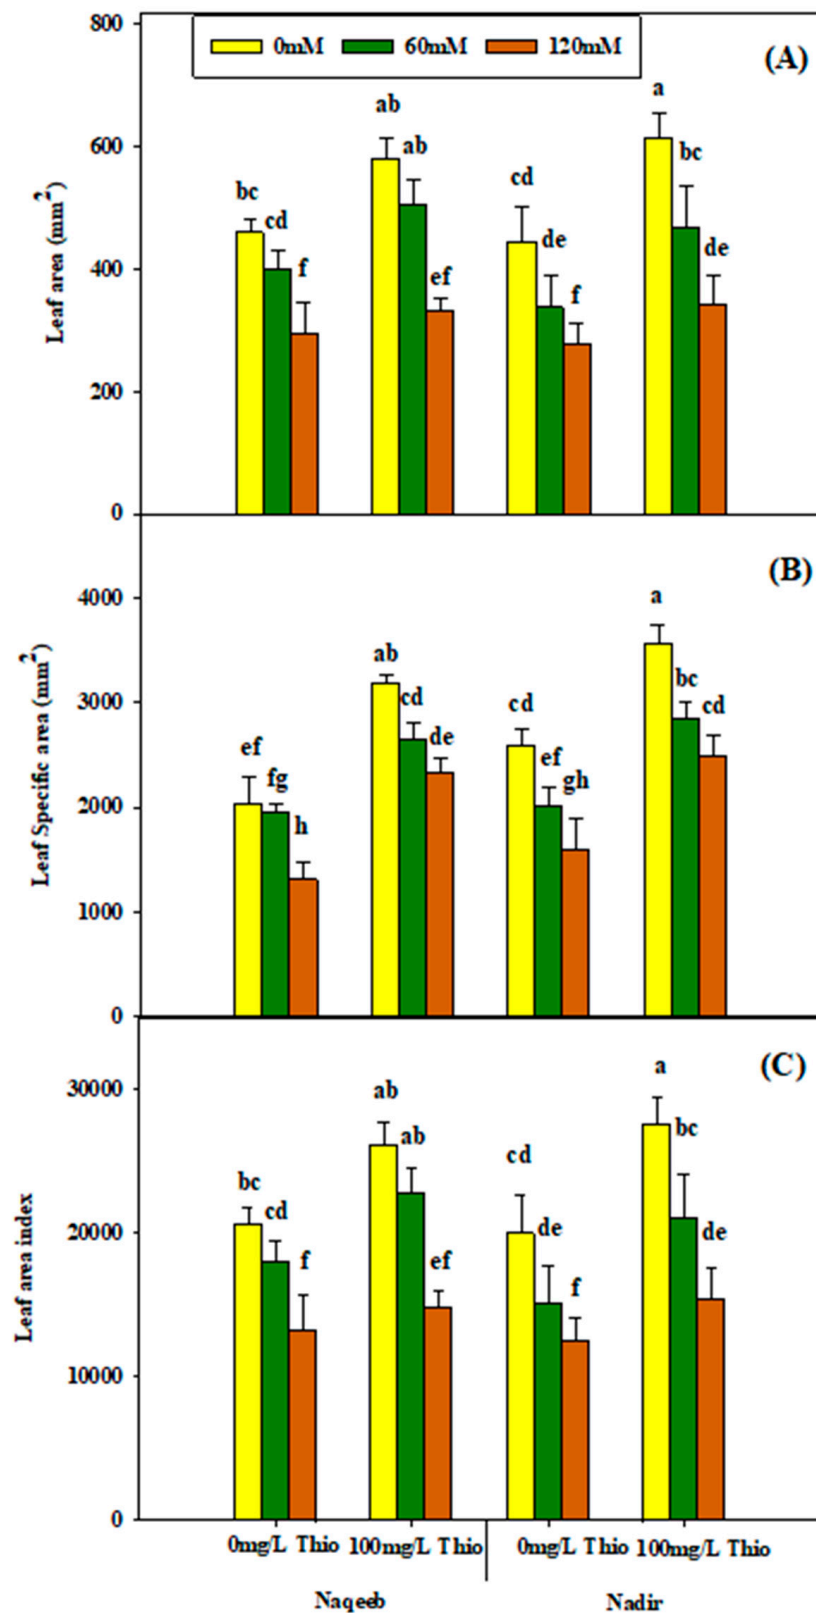 800
0mM 60mM 120mM
(A)
a
ab
600
ab
bc
cd
bc
cd
de
de
f
ef
f
Leaf area (mm2)
400
200
0
(B)
4000
a
ab
3000
cd
bc
cd
cd
de
ef
ef
fg
gh
h
Leaf Specific area (mm2)
2000
1000
0
(C)
30000
a
ab
ab
bc
cd
bc
cd
de
de
f
ef
f
Leaf area index
20000
10000
0
0mg/L Thio 100mg/L Thio 0mg/L Thio 100mg/L Thio
Naqeeb Nadir